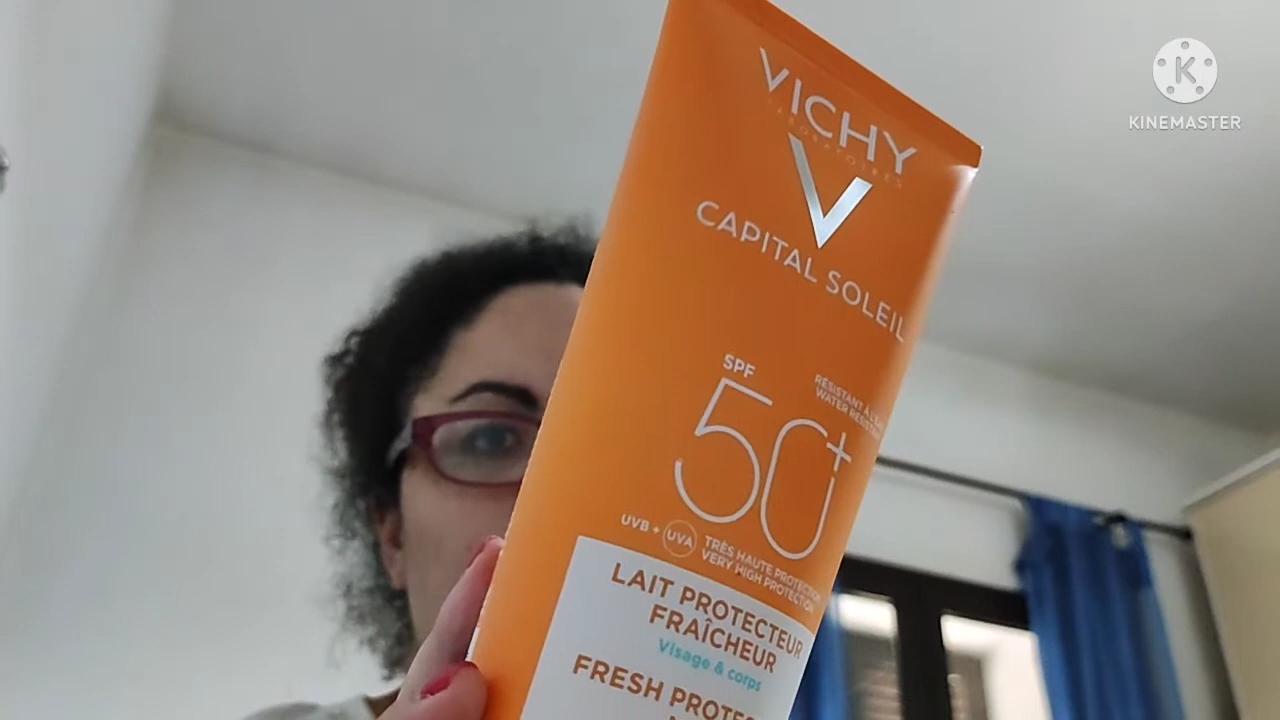 VICHY
LABORATOIRES
CAPITAL SOLEIL
SPF
50+
RÉSISTANT À L'EAU
WATER RESISTANT
UVB + UVA
TRÈS HAUTE PROTECTION
VERY HIGH PROTECTION
LAIT PROTECTEUR
FRAÎCHEUR
Visage & corps
FRESH
KINEMASTER